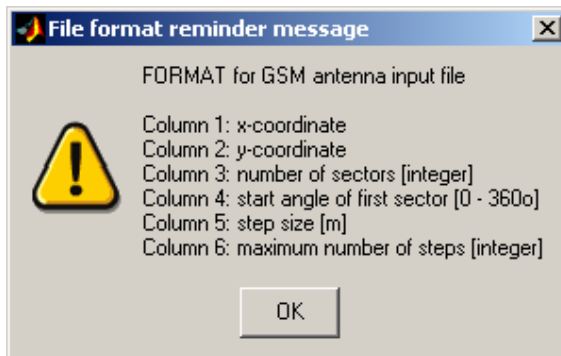 File format reminder message
FORMAT for GSM antenna input file
Column 1: x-coordinate
Column 2: y-coordinate
Column 3: number of sectors [integer]
Column 4: start angle of first sector [0 - 360o]
Column 5: step size [m]
Column 6: maximum number of steps [integer]
OK